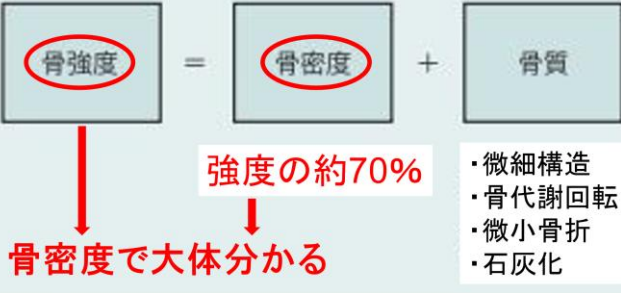 骨強度 = 骨密度 + 骨質
強度の約70%
・微細構造
・骨代謝回転
・微小骨折
・石灰化
骨密度で大体分かる